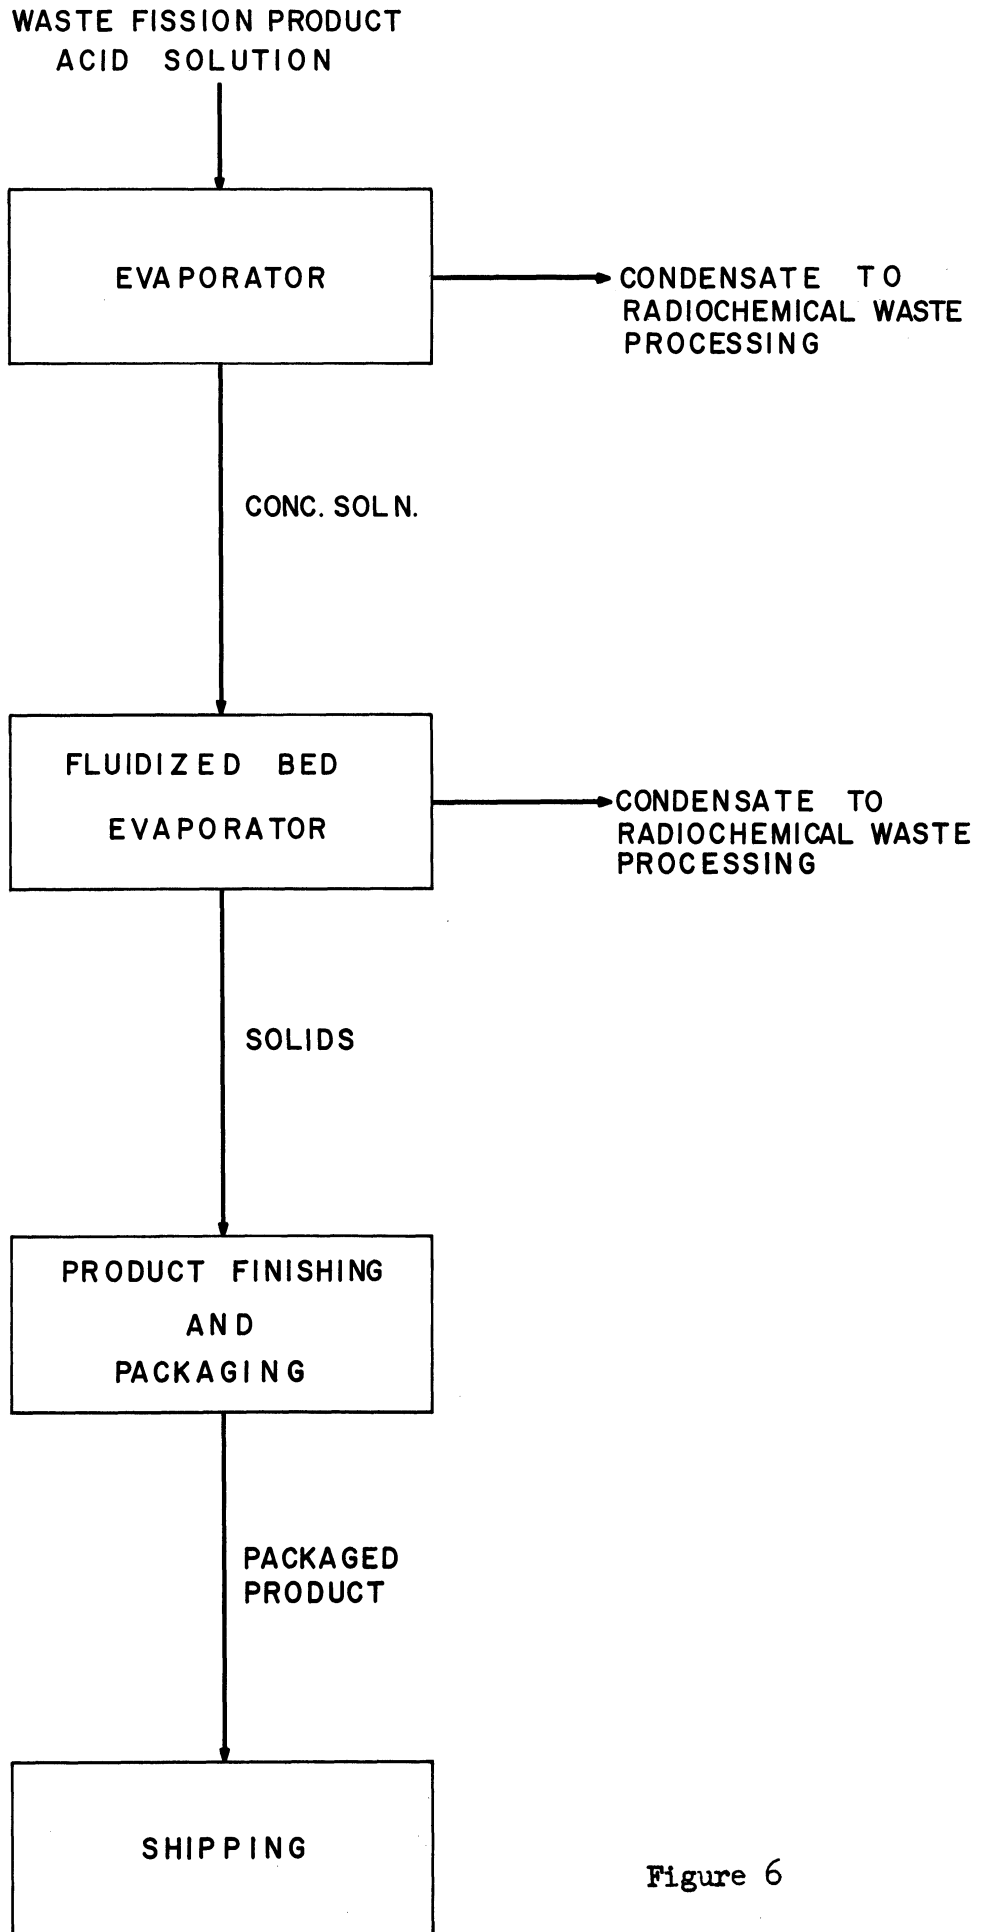 WASTE FISSION PRODUCT
ACID SOLUTION
EVAPORATOR
CONDENSATE TO
RADIOCHEMICAL WASTE
PROCESSING
CONC. SOLN.
FLUIDIZED BED
EVAPORATOR
CONDENSATE TO
RADIOCHEMICAL WASTE
PROCESSING
SOLIDS
PRODUCT FINISHING
AND
PACKAGING
PACKAGED
PRODUCT
SHIPPING
Figure 6